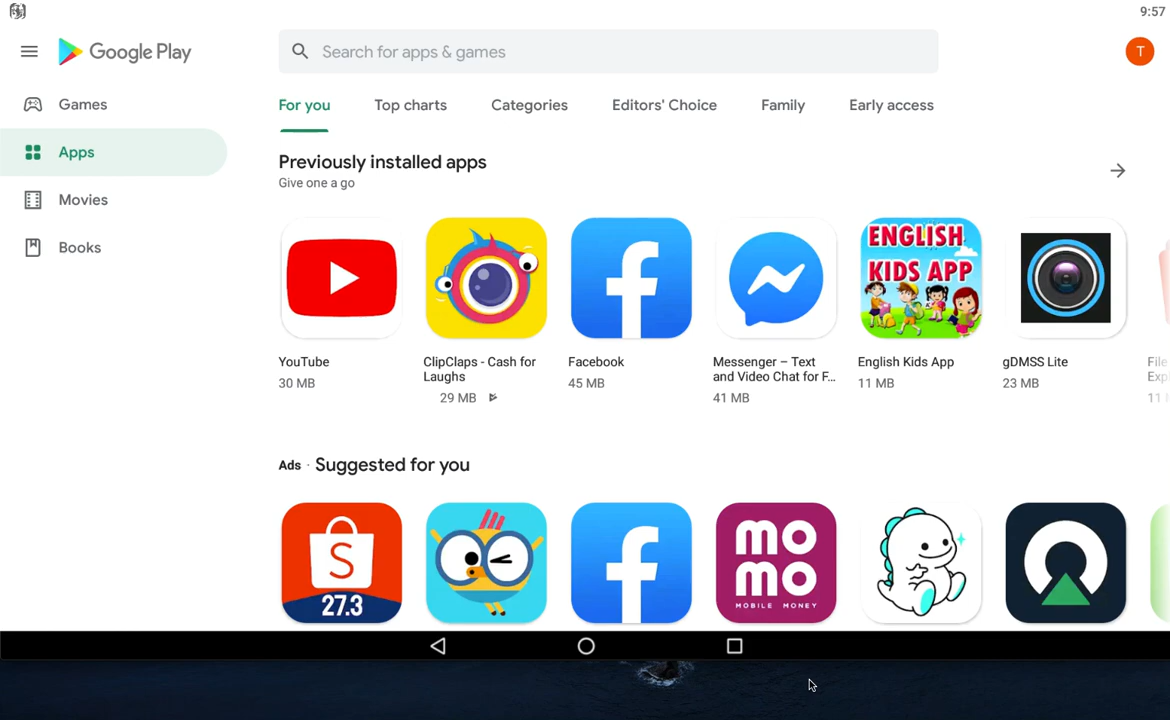 9:57
Google Play
Search for apps & games
T
Games
Apps
Movies
Books
For you
Top charts
Categories
Editors' Choice
Family
Early access
Previously installed apps
Give one a go
ENGLISH
KIDS APP
YouTube
30 MB
ClipClaps - Cash for
Laughs
29 MB
Facebook
45 MB
Messenger – Text
and Video Chat for F...
41 MB
English Kids App
11 MB
gDMSS Lite
23 MB
File
Exp
11
Ads · Suggested for you
S
27.3
mo
mo
MOBILE MONEY